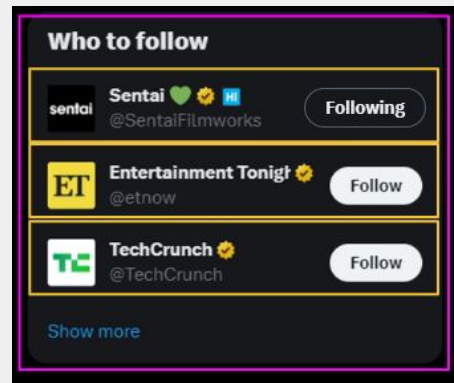 Who to follow
sentai
Sentai 💚 HI
@SentaiFilmworks
Following
ET
Entertainment Tonigh
@etnow
Follow
TC
TechCrunch
@TechCrunch
Follow
Show more